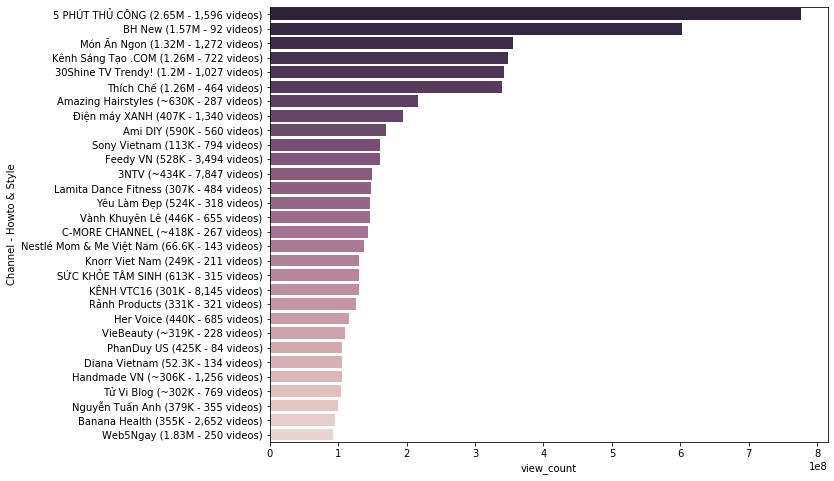 5 PHÚT THỦ CÔNG (2.65M - 1,596 videos)
BH New (1.57M - 92 videos)
Món Ăn Ngon (1.32M - 1,272 videos)
Kênh Sáng Tạo .COM (1.26M - 722 videos)
30Shine TV Trendy! (1.2M - 1,027 videos)
Thích Chế (1.26M - 464 videos)
Amazing Hairstyles (~630K - 287 videos)
Điện máy XANH (407K - 1,340 videos)
Ami DIY (590K - 560 videos)
Sony Vietnam (113K - 794 videos)
Feedy VN (528K - 3,494 videos)
3NTV (~434K - 7,847 videos)
Lamita Dance Fitness (307K - 484 videos)
Yêu Làm Đẹp (524K - 318 videos)
Vành Khuyên Lê (446K - 655 videos)
C-MORE CHANNEL (~418K - 267 videos)
Nestlé Mom & Me Việt Nam (66.6K - 143 videos)
Knorr Viet Nam (249K - 211 videos)
SỨC KHỎE TÂM SINH (613K - 315 videos)
KÊNH VTC16 (301K - 8,145 videos)
Rảnh Products (331K - 321 videos)
Her Voice (440K - 685 videos)
VieBeauty (~319K - 228 videos)
PhanDuy US (425K - 84 videos)
Diana Vietnam (52.3K - 134 videos)
Handmade VN (~306K - 1,256 videos)
Tử Vi Blog (~302K - 769 videos)
Nguyễn Tuấn Anh (379K - 355 videos)
Banana Health (355K - 2,652 videos)
Web5Ngay (1.83M - 250 videos)
Channel - Howto & Style
0 1 2 3 4 5 6 7 8
1e8
view_count